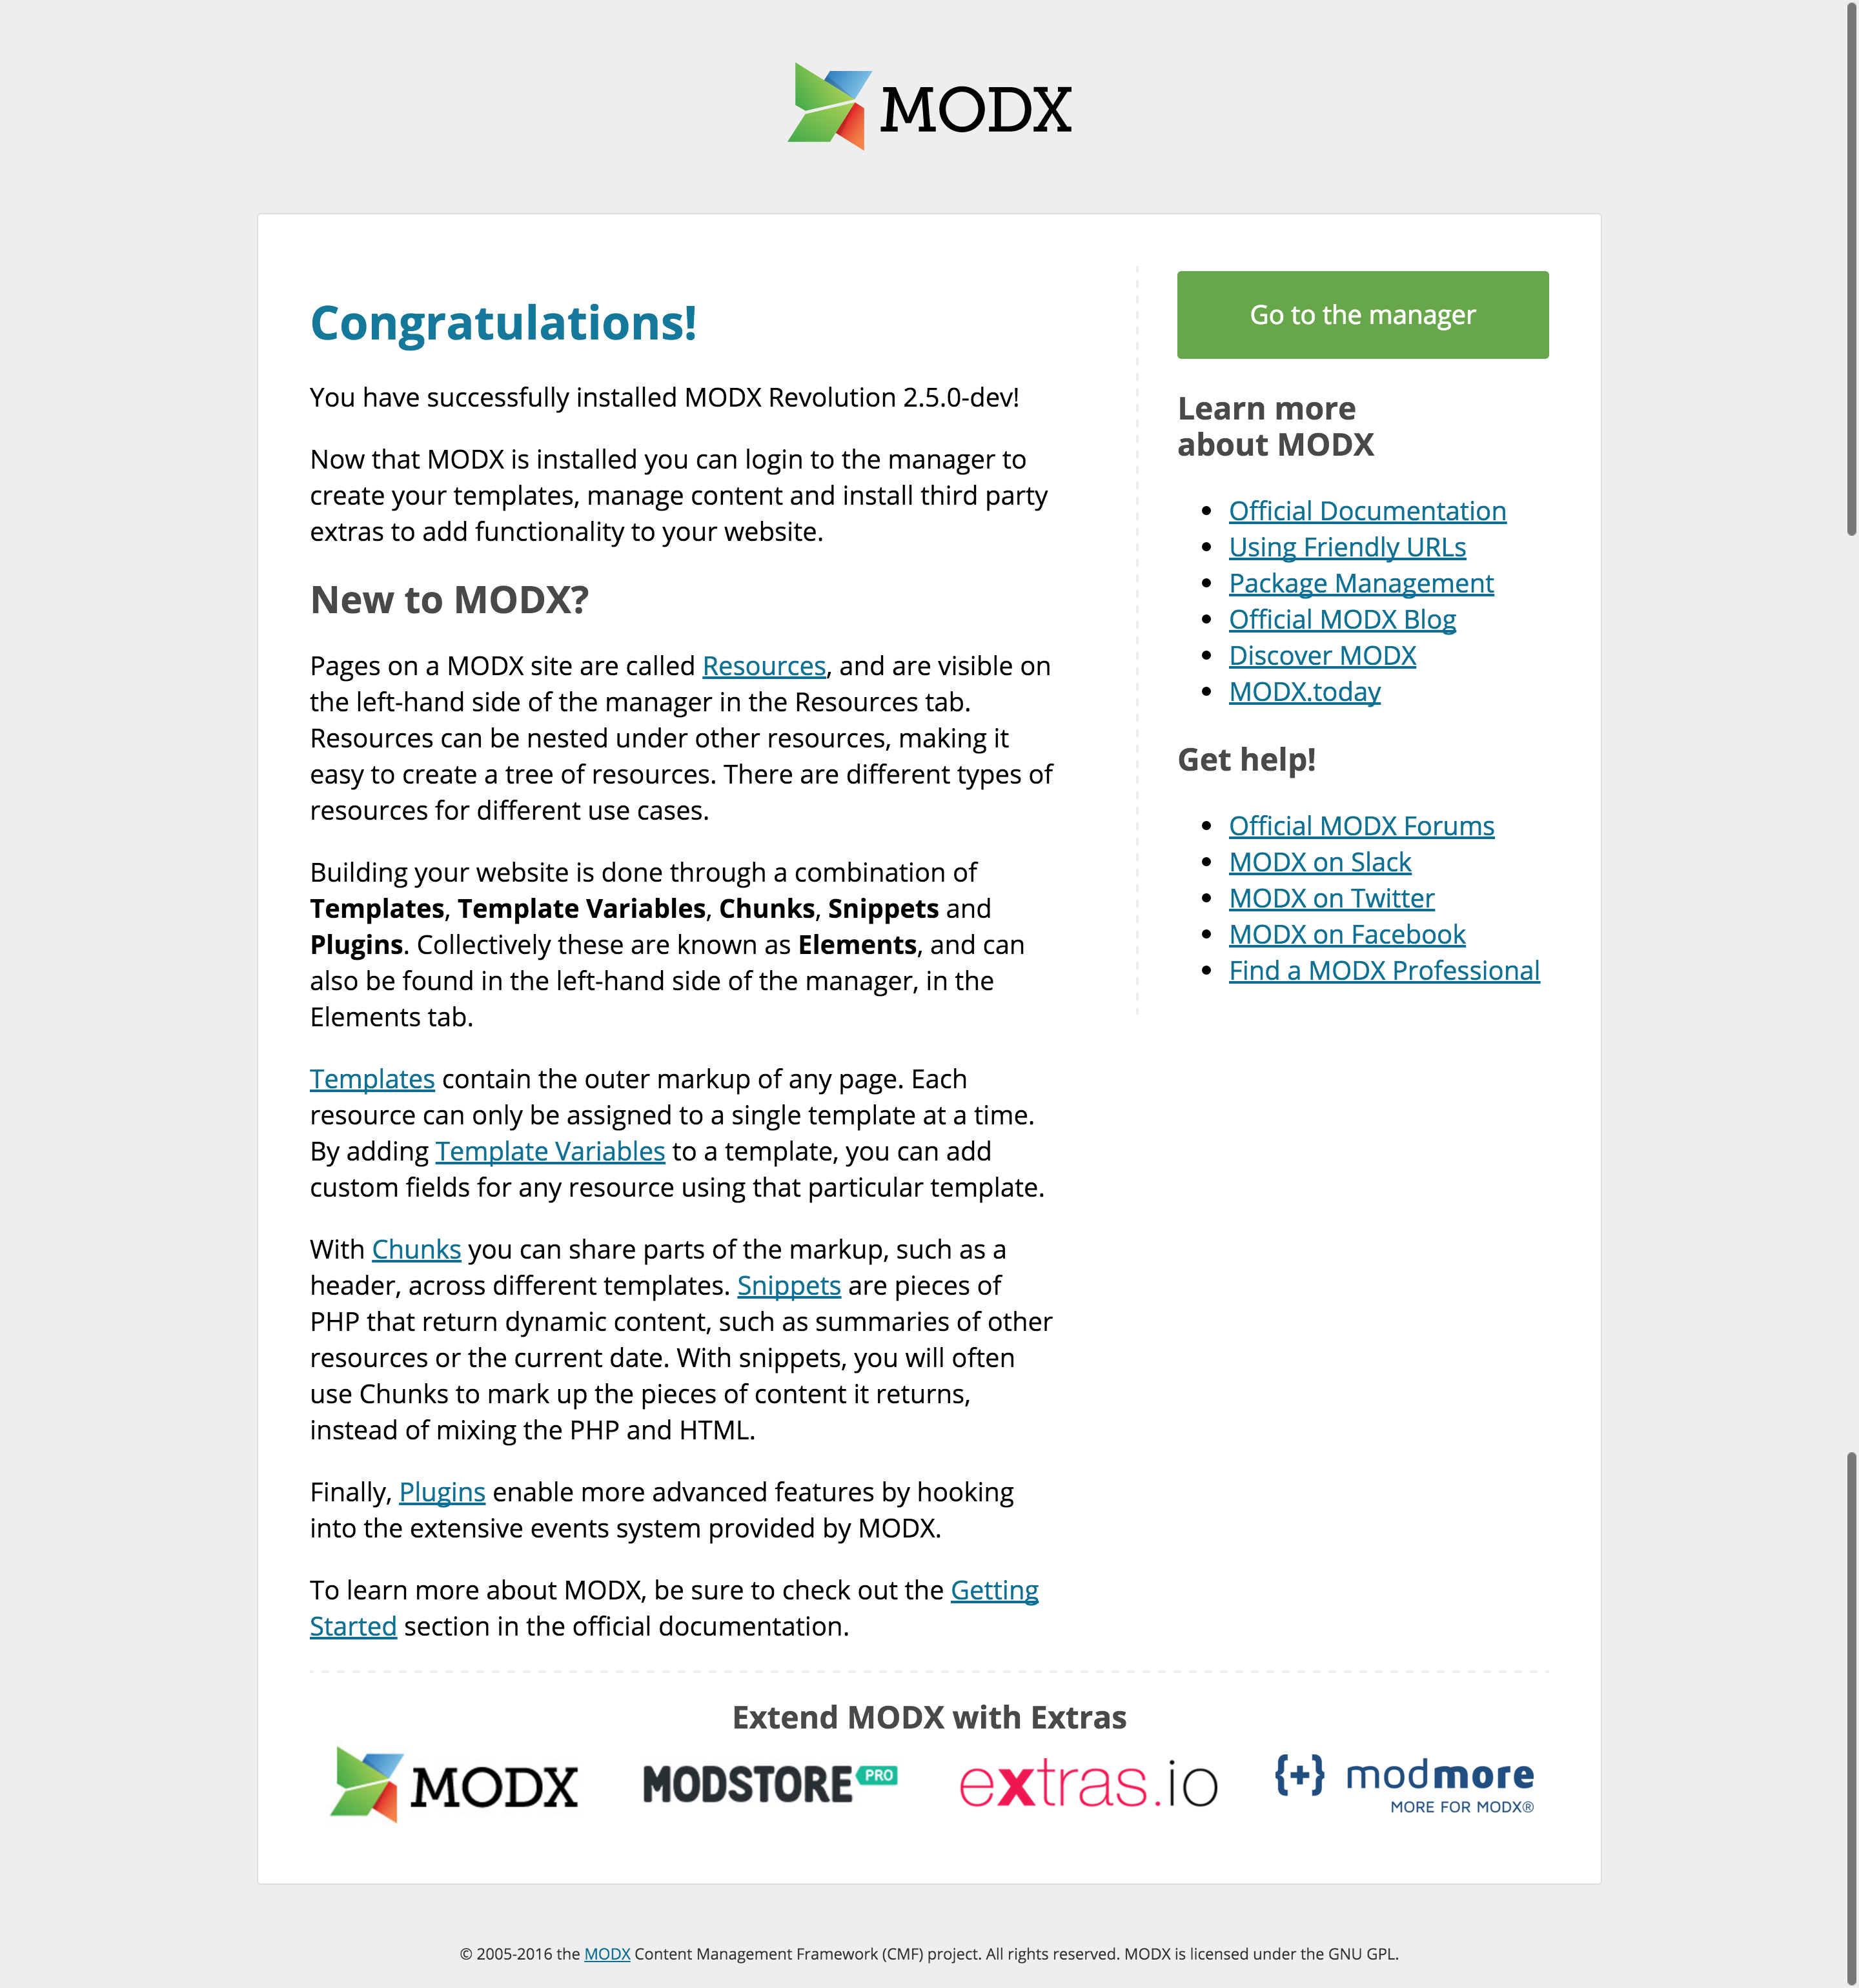 MODX
Congratulations!
You have successfully installed MODX Revolution 2.5.0-dev!
Now that MODX is installed you can login to the manager to
create your templates, manage content and install third party
extras to add functionality to your website.
New to MODX?
Pages on a MODX site are called Resources, and are visible on
the left-hand side of the manager in the Resources tab.
Resources can be nested under other resources, making it
easy to create a tree of resources. There are different types of
resources for different use cases.
Building your website is done through a combination of
Templates, Template Variables, Chunks, Snippets and
Plugins. Collectively these are known as Elements, and can
also be found in the left-hand side of the manager, in the
Elements tab.
Templates contain the outer markup of any page. Each
resource can only be assigned to a single template at a time.
By adding Template Variables to a template, you can add
custom fields for any resource using that particular template.
With Chunks you can share parts of the markup, such as a
header, across different templates. Snippets are pieces of
PHP that return dynamic content, such as summaries of other
resources or the current date. With snippets, you will often
use Chunks to mark up the pieces of content it returns,
instead of mixing the PHP and HTML.
Finally, Plugins enable more advanced features by hooking
into the extensive events system provided by MODX.
To learn more about MODX, be sure to check out the Getting
Started section in the official documentation.
Go to the manager
Learn more
about MODX
Official Documentation
Using Friendly URLs
Package Management
Official MODX Blog
Discover MODX
MODX.today
Get help!
Official MODX Forums
MODX on Slack
MODX on Twitter
MODX on Facebook
Find a MODX Professional
Extend MODX with Extras
MODX
MODSTORE PRO
extras.io
{+} modmore
MORE FOR MODX®
© 2005-2016 the MODX Content Management Framework (CMF) project. All rights reserved. MODX is licensed under the GNU GPL.